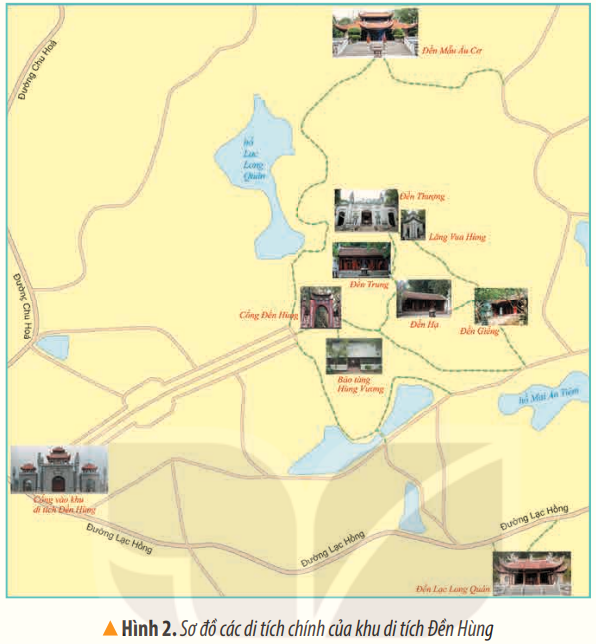 Đền Mẫu Âu Cơ
Đường Chu Hoá
hồ
Lạc
Long
Quân
Đền Thượng
Lăng Vua Hùng
Đền Trung
Đường Chu Hoá
Cổng Đền Hùng
Đền Hạ
Đền Giếng
Bảo tàng
Hùng Vương
hồ Mai An Tiêm
Cổng vào khu
di tích Đền Hùng
Đường Lạc Hồng
Đường Lạc Hồng
Đường Lạc Hồng
Đền Lạc Long Quân
Hình 2. Sơ đồ các di tích chính của khu di tích Đền Hùng